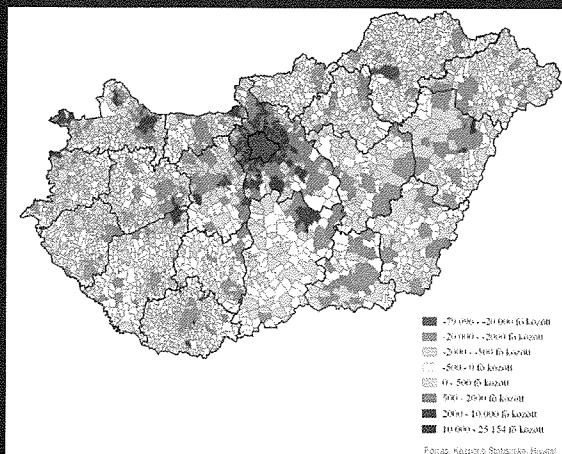 -79.096 - -20 000 fő között
-20.000 - -2000 fő között
-2000 - -500 fő között
-500 - 0 fő között
0 - 500 fő között
500 - 2000 fő között
2000 - 10.000 fő között
10.000 - 25.154 fő között
Forrás: Központi Statisztikai Hivatal